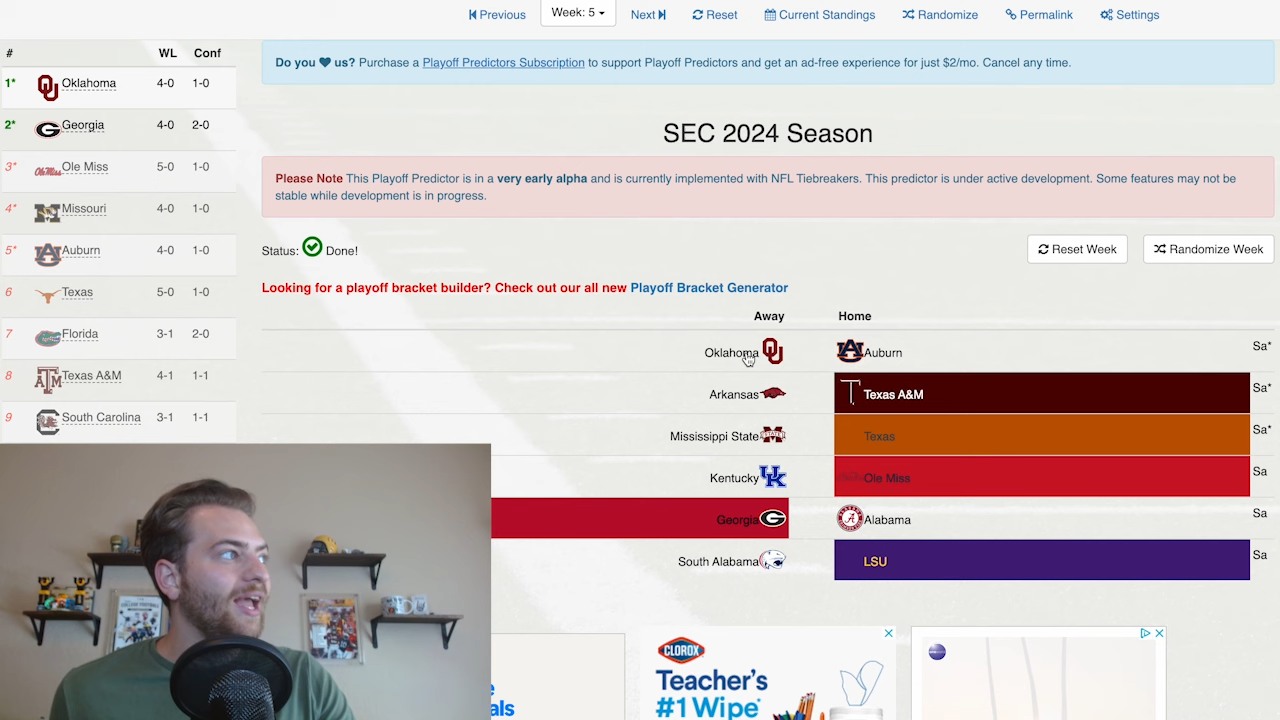 Previous Week: 5 Next Reset Current Standings Randomize Permalink Settings
# WL Conf
1* Oklahoma 4-0 1-0
2* Georgia 4-0 2-0
3* Ole Miss 5-0 1-0
4* Missouri 4-0 1-0
5* Auburn 4-0 1-0
6 Texas 5-0 1-0
7 Florida 3-1 2-0
8 Texas A&M 4-1 1-1
9 South Carolina 3-1 1-1
Do you us? Purchase a Playoff Predictors Subscription to support Playoff Predictors and get an ad-free experience for just $2/mo. Cancel any time.
SEC 2024 Season
Please Note This Playoff Predictor is in a very early alpha and is currently implemented with NFL Tiebreakers. This predictor is under active development. Some features may not be
stable while development is in progress.
Status: Done!
Reset Week Randomize Week
Looking for a playoff bracket builder? Check out our all new Playoff Bracket Generator
Away Home
Oklahoma Auburn Sa*
Arkansas Texas A&M Sa*
Mississippi State Texas Sa*
Kentucky Ole Miss Sa
Georgia Alabama Sa
South Alabama LSU Sa
CLOROX
Teacher's
#1 Wipe*
als